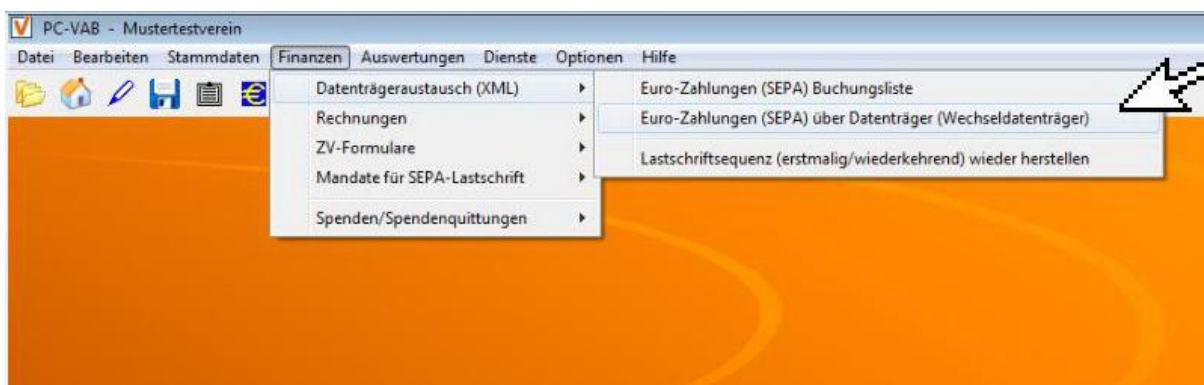 PC-VAB - Mustertestverein
Datei Bearbeiten Stammdaten Finanzen Auswertungen Dienste Optionen Hilfe
Datenträgeraustausch (XML)
Rechnungen
ZV-Formulare
Mandate für SEPA-Lastschrift
Spenden/Spendenquittungen
Euro-Zahlungen (SEPA) Buchungsliste
Euro-Zahlungen (SEPA) über Datenträger (Wechseldatenträger)
Lastschriftsequenz (erstmalig/wiederkehrend) wieder herstellen